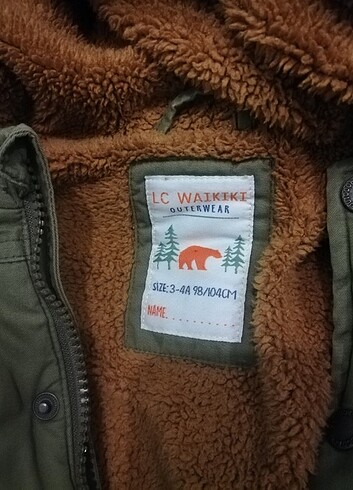 LC WAIKIKI
OUTERWEAR
SIZE: 3-4A 98/104CM
NAME..............